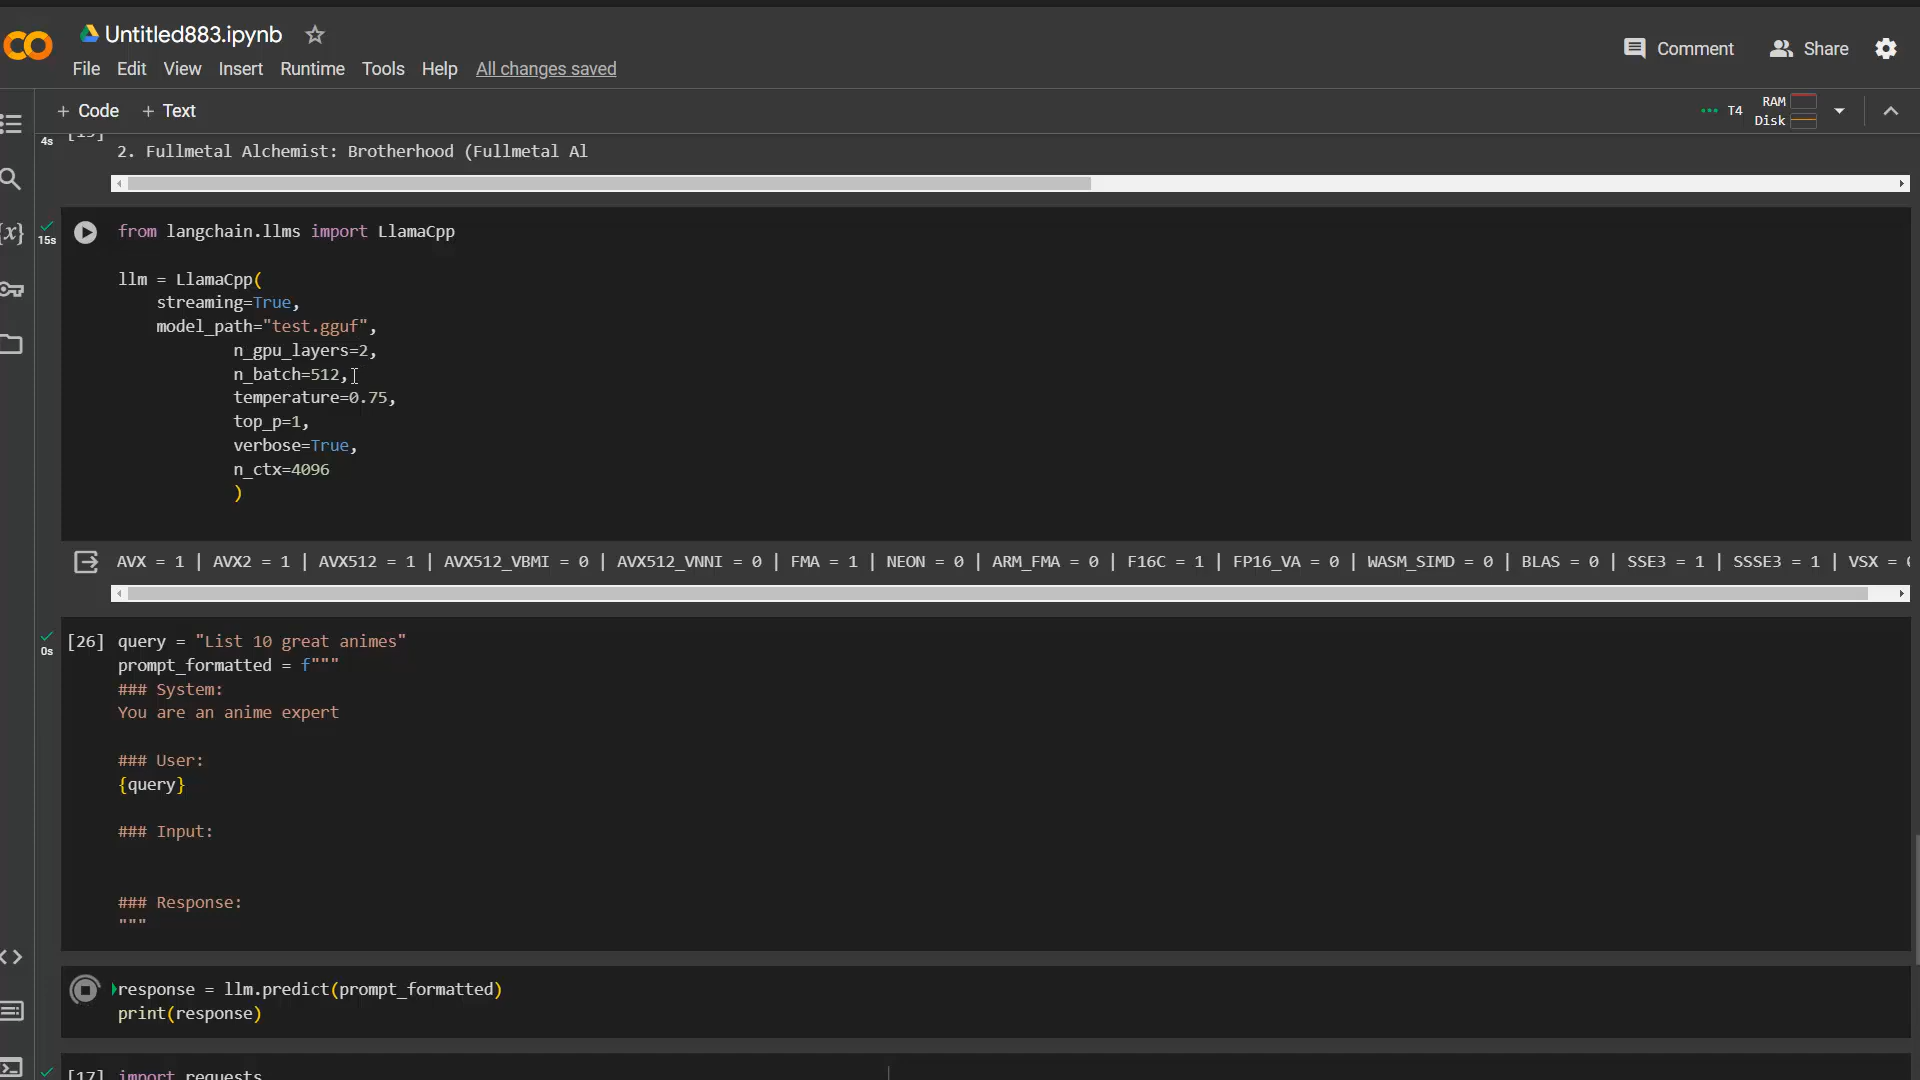 Untitled883.ipynb
File Edit View Insert Runtime Tools Help All changes saved
Comment Share
+ Code + Text
T4 RAM
Disk
4s
2. Fullmetal Alchemist: Brotherhood (Fullmetal Al
15s
from langchain.llms import LlamaCpp
llm = LlamaCpp(
streaming=True,
model_path="test.gguf",
n_gpu_layers=2,
n_batch=512,
temperature=0.75,
top_p=1,
verbose=True,
n_ctx=4096
)
AVX = 1 | AVX2 = 1 | AVX512 = 1 | AVX512_VBMI = 0 | AVX512_VNNI = 0 | FMA = 1 | NEON = 0 | ARM_FMA = 0 | F16C = 1 | FP16_VA = 0 | WASM_SIMD = 0 | BLAS = 0 | SSE3 = 1 | SSSE3 = 1 | VSX =
0s
[26] query = "List 10 great animes"
prompt_formatted = f"""
### System:
You are an anime expert
### User:
{query}
### Input:
### Response:
"""
response = llm.predict(prompt_formatted)
print(response)
[17] import requests